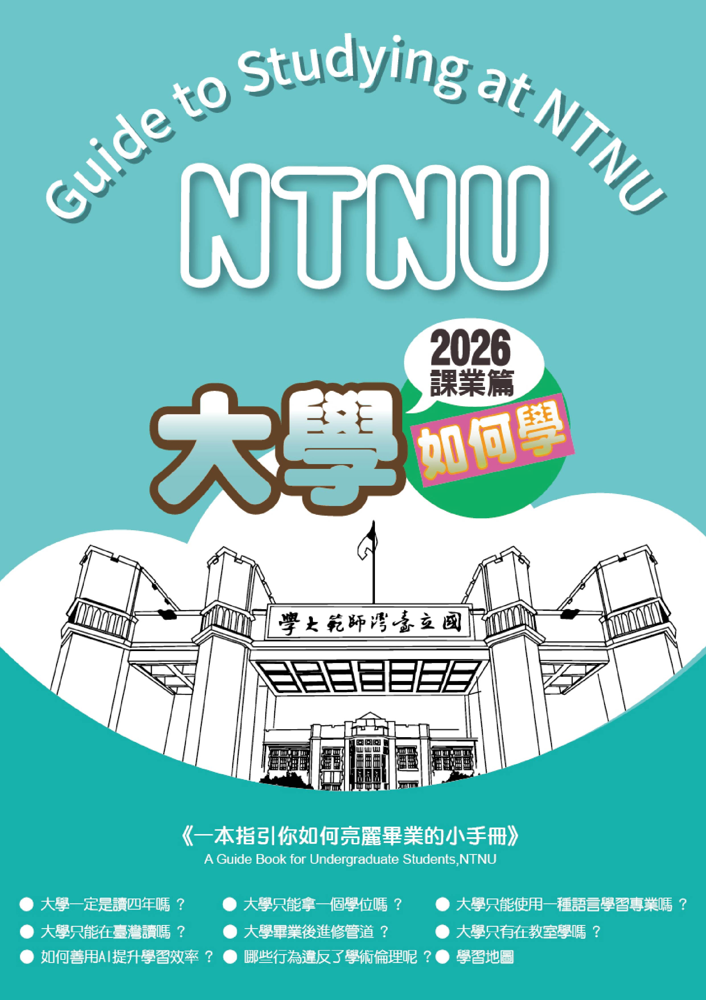 Guide to Studying at NTNU
NTNU
2026
課業篇
大學
如何學
學大範師灣臺立國
《一本指引你如何亮麗畢業的小手冊》
A Guide Book for Undergraduate Students,NTNU
● 大學一定是讀四年嗎？
● 大學只能拿一個學位嗎？
● 大學只能使用一種語言學習專業嗎？
● 大學只能在臺灣讀嗎？
● 大學畢業後進修管道？
● 大學只有在教室學嗎？
● 如何善用AI提升學習效率？
● 哪些行為違反了學術倫理呢？
● 學習地圖